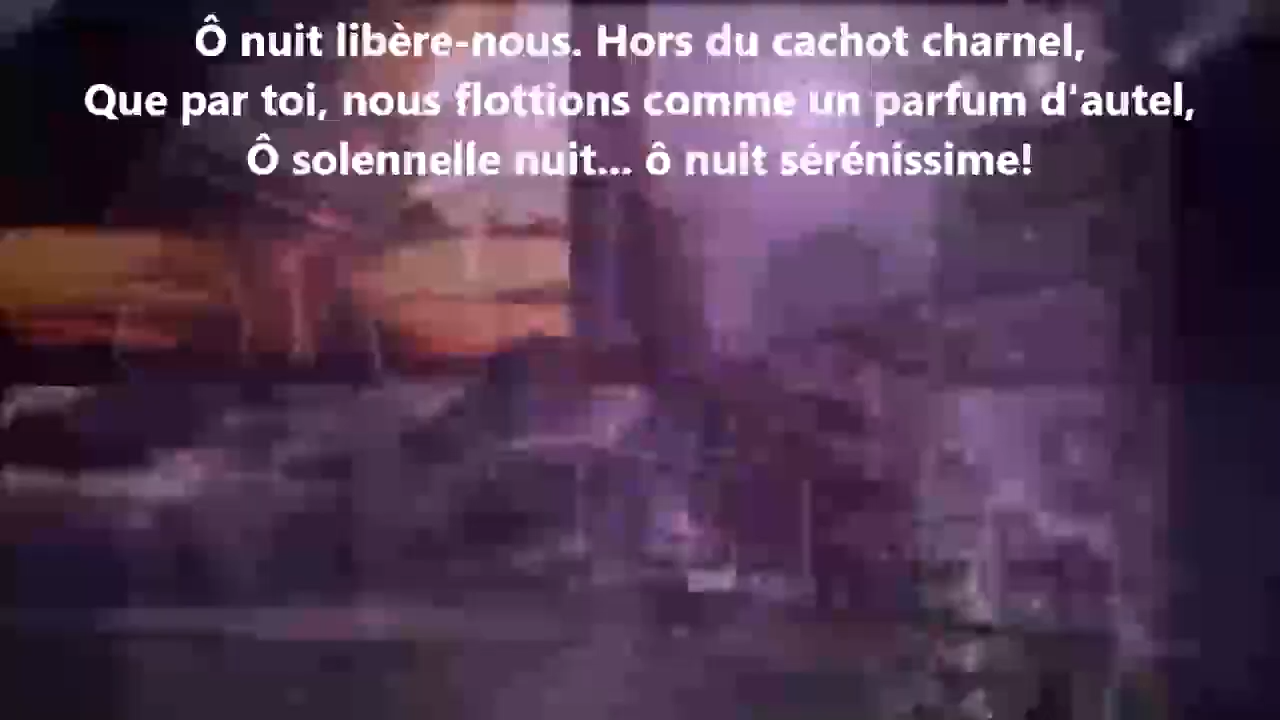 Ô nuit libère-nous. Hors du cachot charnel,
Que par toi, nous flottions comme un parfum d'autel,
Ô solennelle nuit... ô nuit sérénissime!